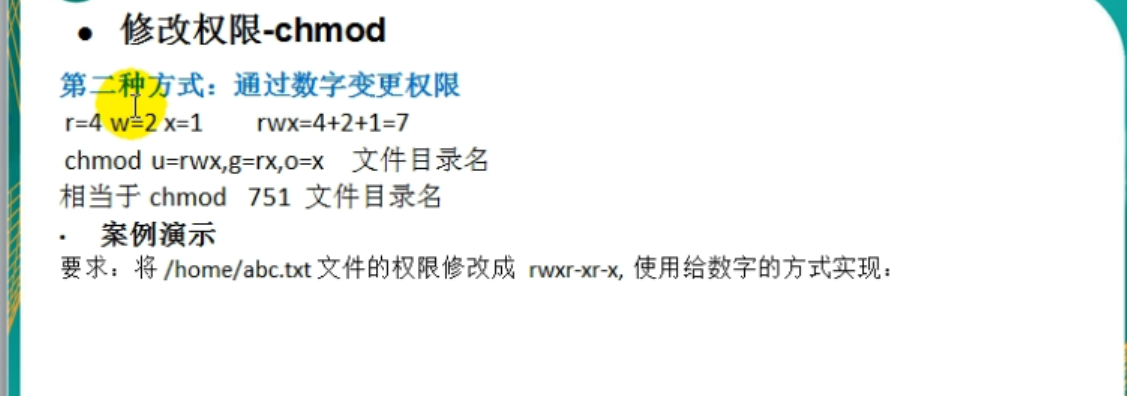 • 修改权限-chmod
第二种方式：通过数字变更权限
r=4 w=2 x=1 rwx=4+2+1=7
chmod u=rwx,g=rx,o=x 文件目录名
相当于 chmod 751 文件目录名
· 案例演示
要求：将 /home/abc.txt 文件的权限修改成 rwxr-xr-x, 使用给数字的方式实现：